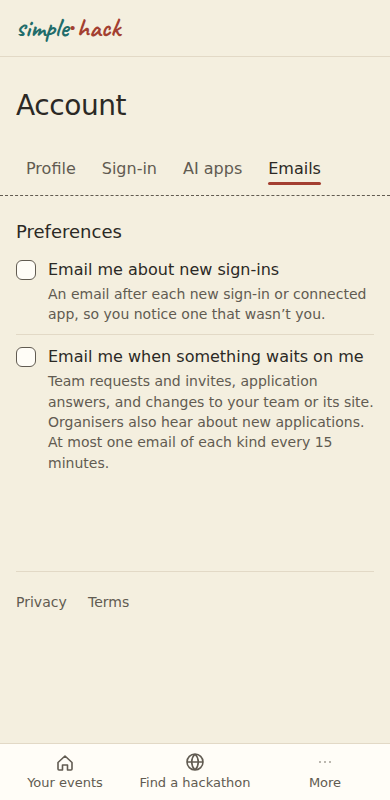 simple·hack
Account
Profile Sign-in AI apps Emails
Preferences
Email me about new sign-ins
An email after each new sign-in or connected
app, so you notice one that wasn’t you.
Email me when something waits on me
Team requests and invites, application
answers, and changes to your team or its site.
Organisers also hear about new applications.
At most one email of each kind every 15
minutes.
Privacy Terms
Your events Find a hackathon More